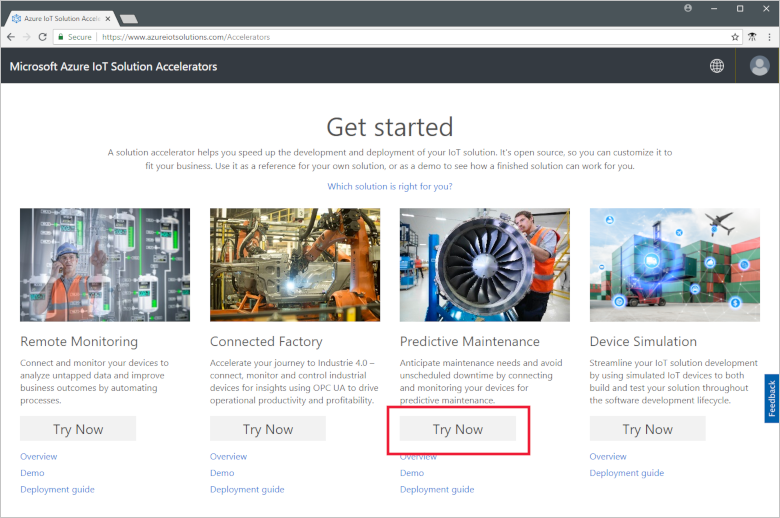 Azure IoT Solution Accele
Secure
https://www.azureiotsolutions.com/Accelerators
Microsoft Azure IoT Solution Accelerators
Get started
A solution accelerator helps you speed up the development and deployment of your IoT solution. It's open source, so you can customize it to
fit your business. Use it as a reference for your own solution, or as a demo to see how a finished solution can work for you.
Which solution is right for you?
Remote Monitoring
Connect and monitor your devices to
analyze untapped data and improve
business outcomes by automating
processes.
Try Now
Overview
Demo
Deployment guide
Connected Factory
Accelerate your journey to Industrie 4.0 –
connect, monitor and control industrial
devices for insights using OPC UA to drive
operational productivity and profitability.
Try Now
Overview
Demo
Deployment guide
Predictive Maintenance
Anticipate maintenance needs and avoid
unscheduled downtime by connecting
and monitoring your devices for
predictive maintenance.
Try Now
Overview
Demo
Deployment guide
Device Simulation
Streamline your IoT solution development
by using simulated IoT devices to both
build and test your solution throughout
the software development lifecycle.
Try Now
Overview
Deployment guide
Feedback